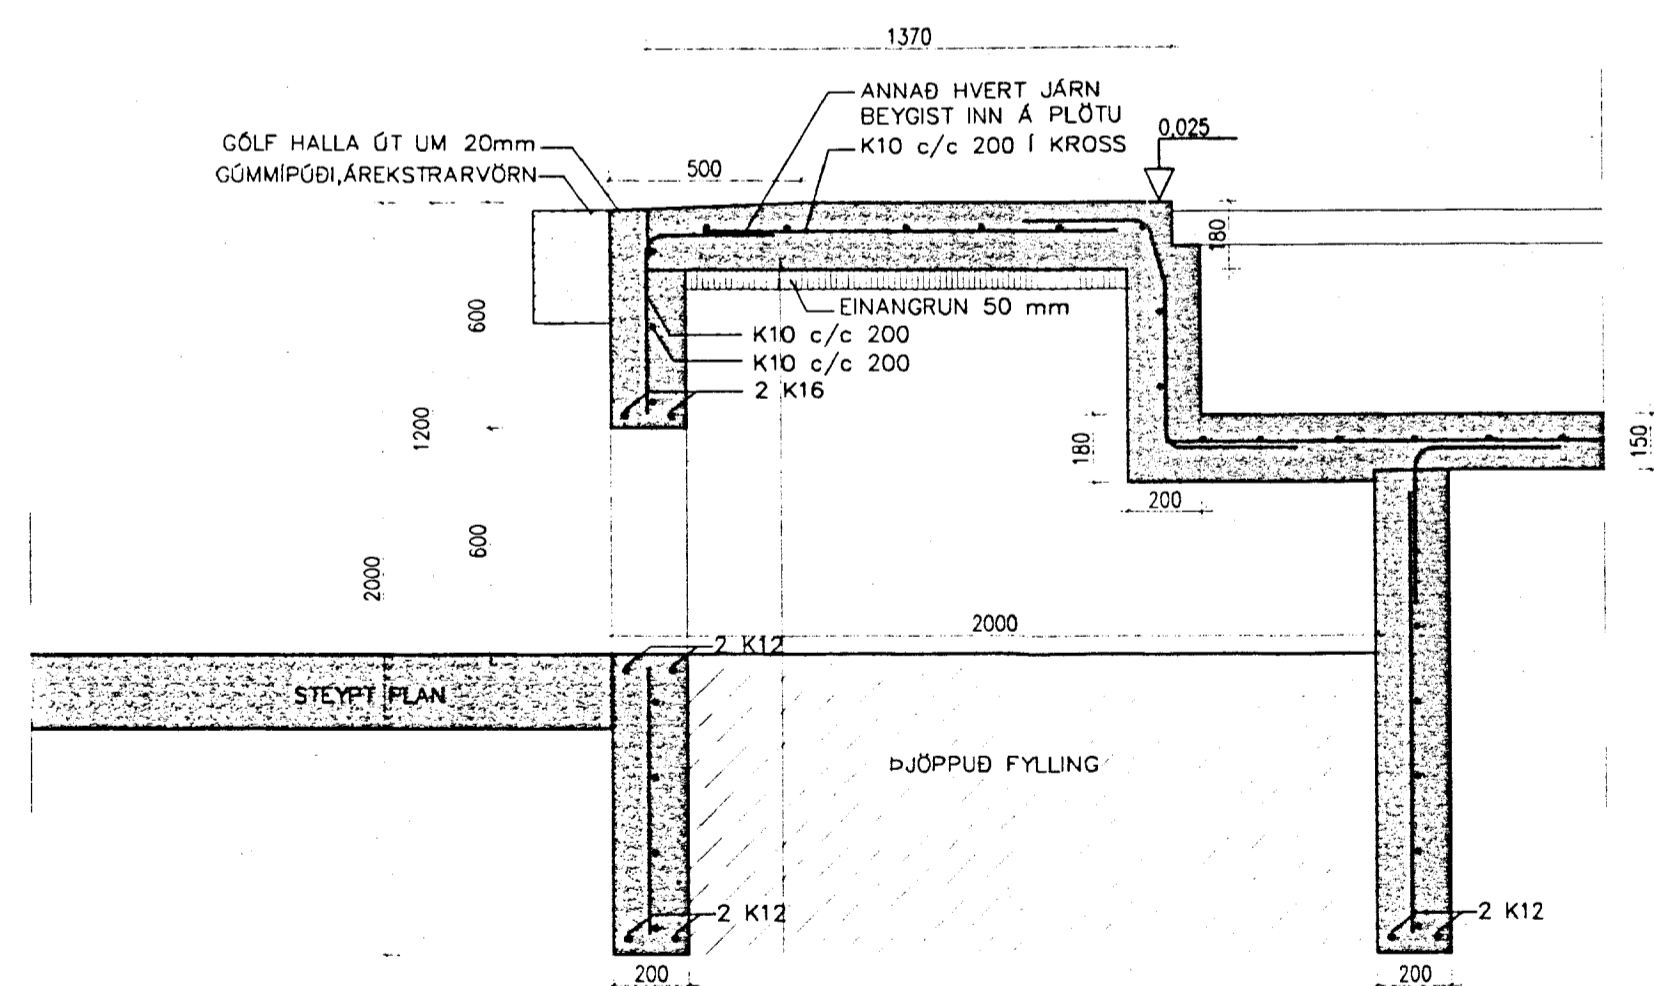 1370
ANNAÐ HVERT JÁRN
BEYGIST INN Á PLÖTU
K10 c/c 200 Í KROSS
0,025
GÓLF HALLA ÚT UM 20mm
GÚMMÍPÚÐI,ÁREKSTRARVÖRN
500
180
EINANGRUN 50 mm
600
K10 c/c 200
K10 c/c 200
2 K16
1200
180
150
200
600
2000
2000
2 K12
STEYPT PLAN
ÞJÖPPUÐ FYLLING
2 K12
2 K12
200
200